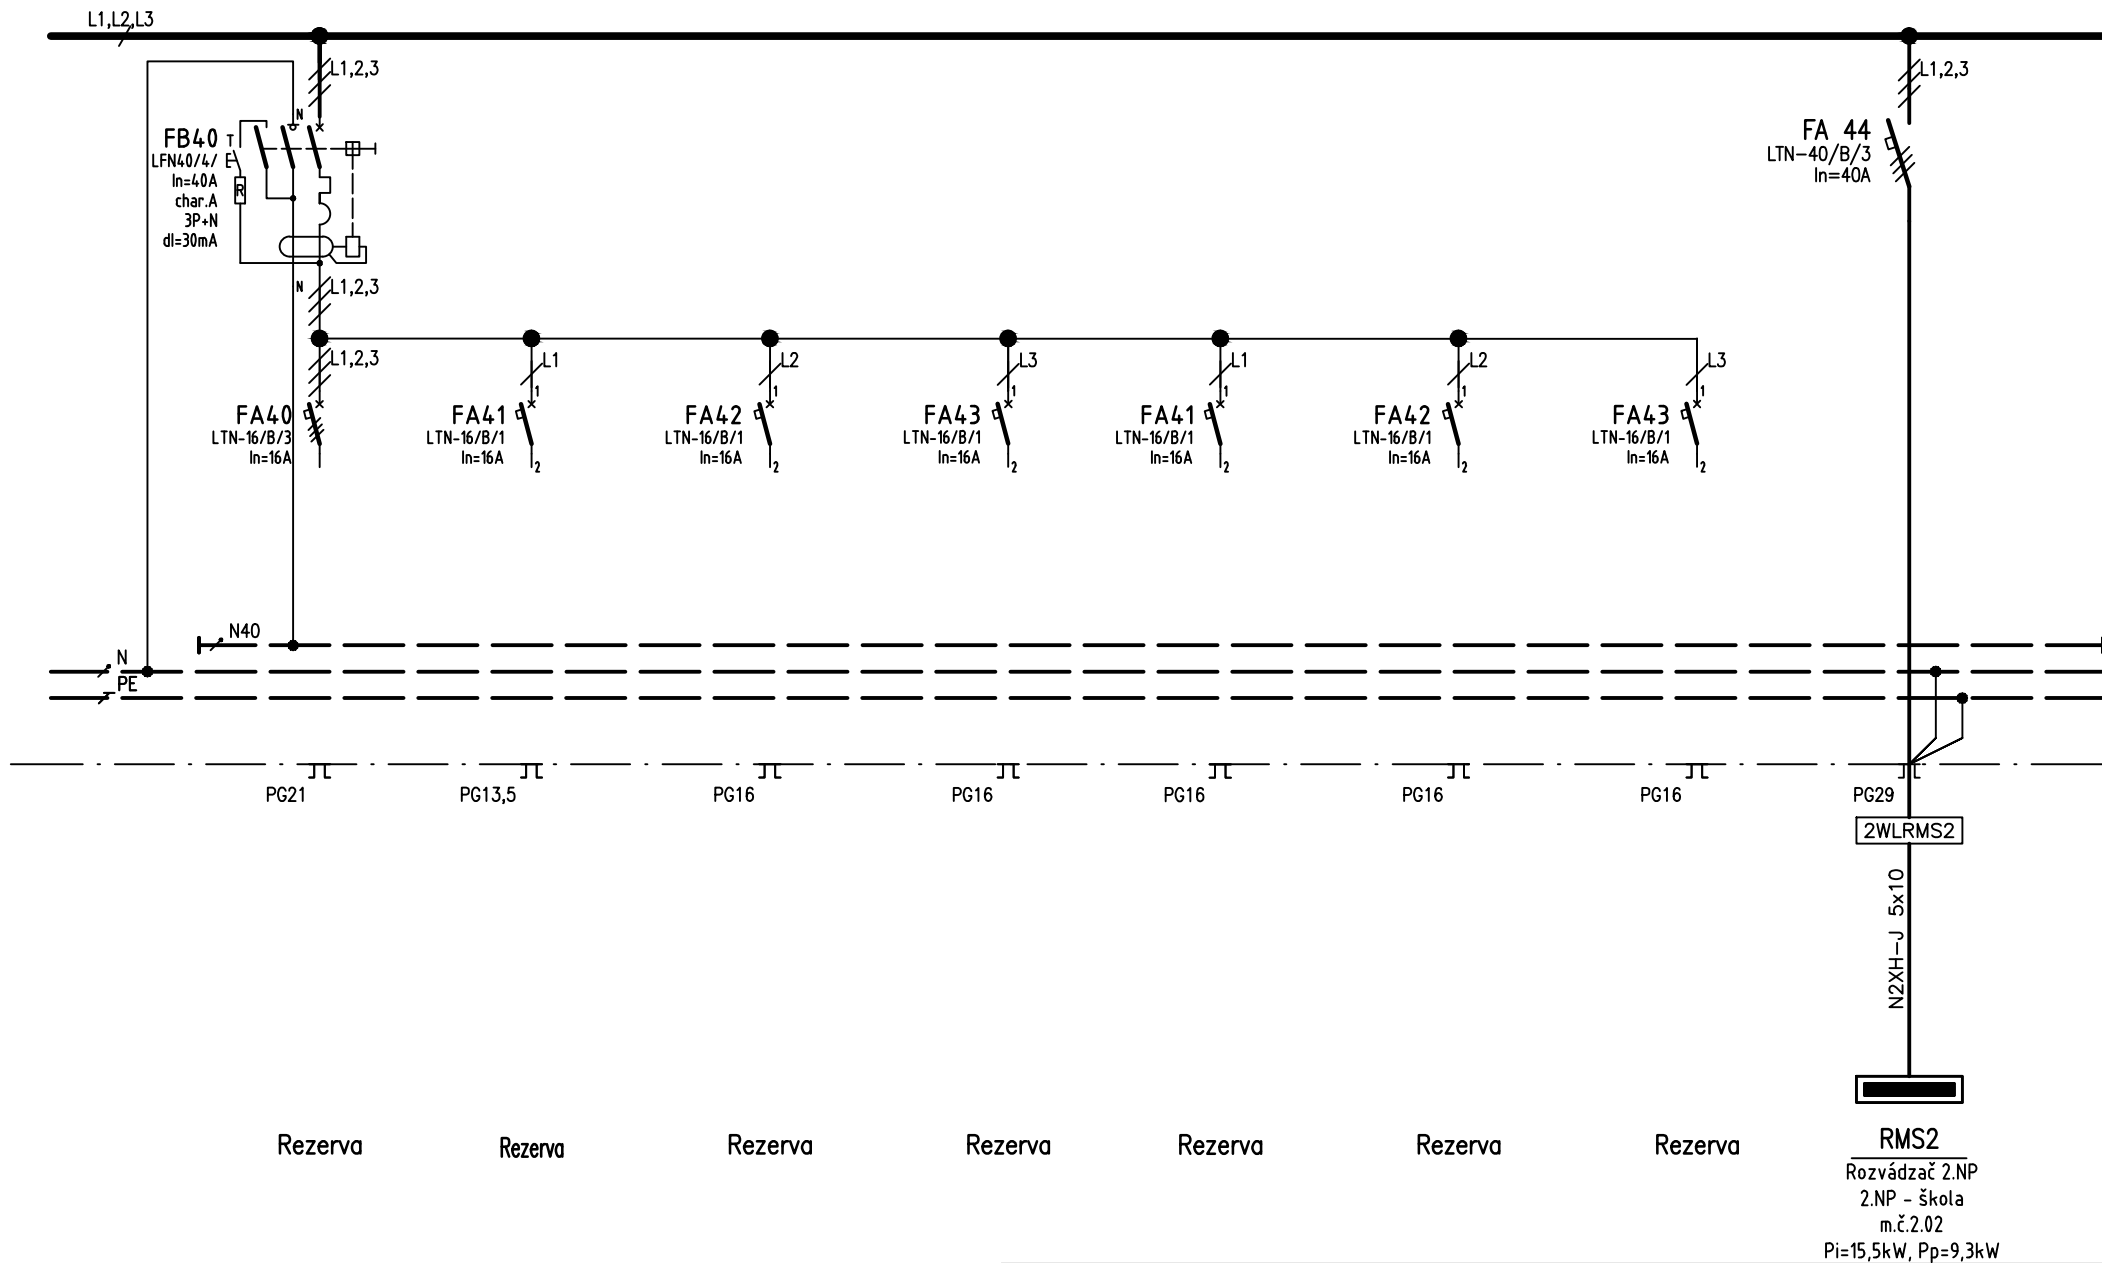 L1,L2,L3
L1,2,3
L1,2,3
N
FB40
LFN40/4/
In=40A
char.A
3P+N
dI=30mA
T
E
R
FA 44
LTN-40/B/3
In=40A
N
L1,2,3
L1,2,3
L1
L2
L3
L1
L2
L3
1
1
1
1
1
1
FA40
LTN-16/B/3
In=16A
FA41
LTN-16/B/1
In=16A
2
FA42
LTN-16/B/1
In=16A
2
FA43
LTN-16/B/1
In=16A
2
FA41
LTN-16/B/1
In=16A
2
FA42
LTN-16/B/1
In=16A
2
FA43
LTN-16/B/1
In=16A
2
N40
N
PE
PG21
PG13,5
PG16
PG16
PG16
PG16
PG16
PG29
2WLRMS2
N2XH-J 5x10
Rezerva
Rezerva
Rezerva
Rezerva
Rezerva
Rezerva
Rezerva
RMS2
Rozvádzač 2.NP
2.NP - škola
m.č.2.02
Pi=15,5kW, Pp=9,3kW